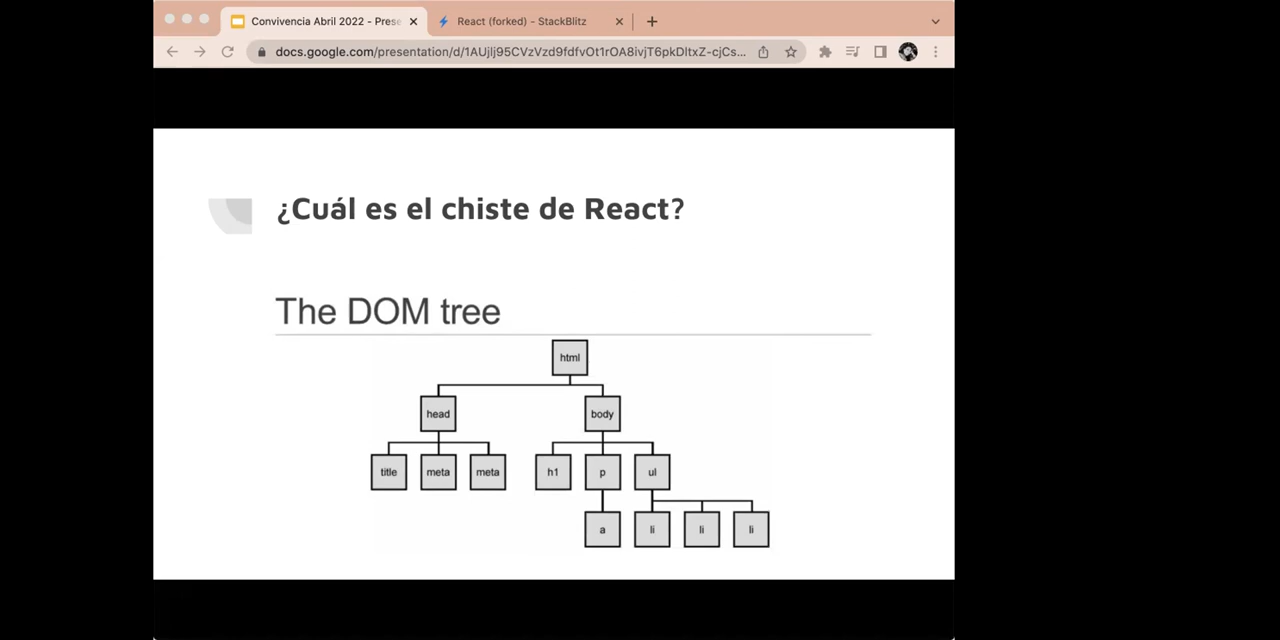 Convivencia Abril 2022 - Prese
React (forked) - StackBlitz
docs.google.com/presentation/d/1AUjlj95CVzVzd9fdfvOt1rOA8ivjT6pkDltxZ-cjCs...
¿Cuál es el chiste de React?
The DOM tree
html
head body
title meta meta h1 p ul
a li li li